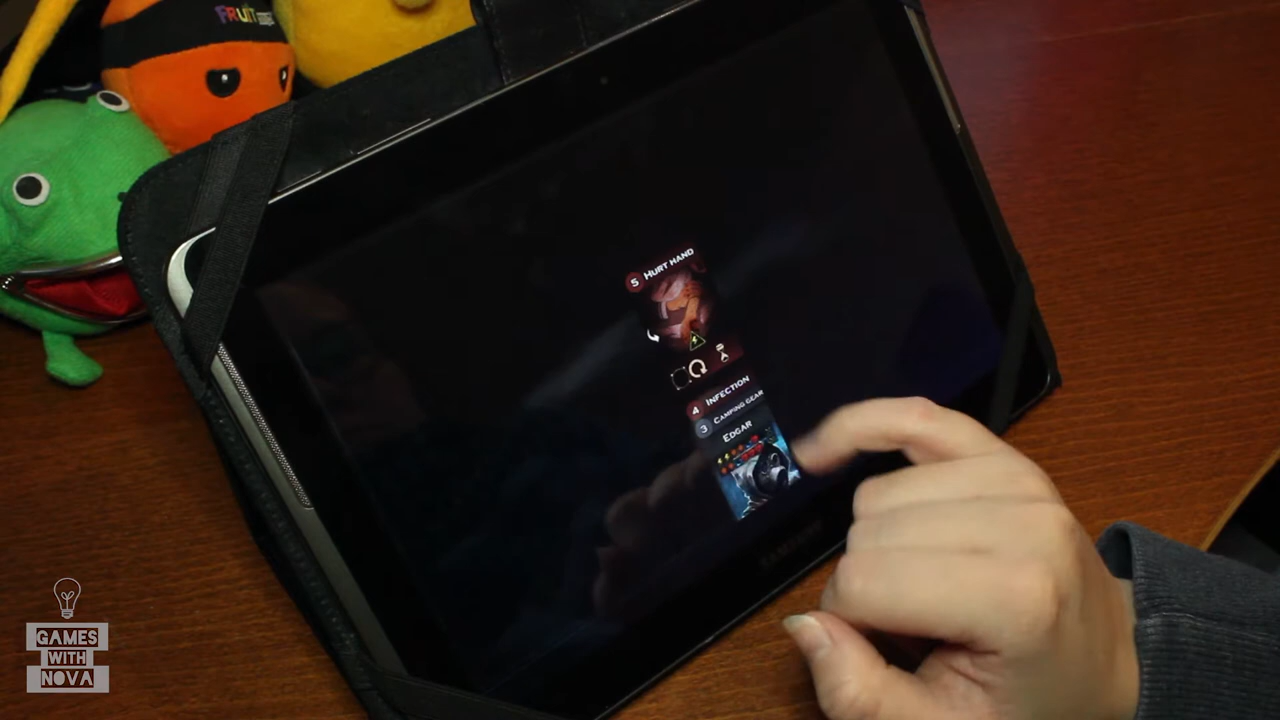 FRUIT
5 HURT HAND
4 INFECTION
3 CAMPING GEAR
EDGAR
SAMSUNG
GAMES
WITH
NOVA